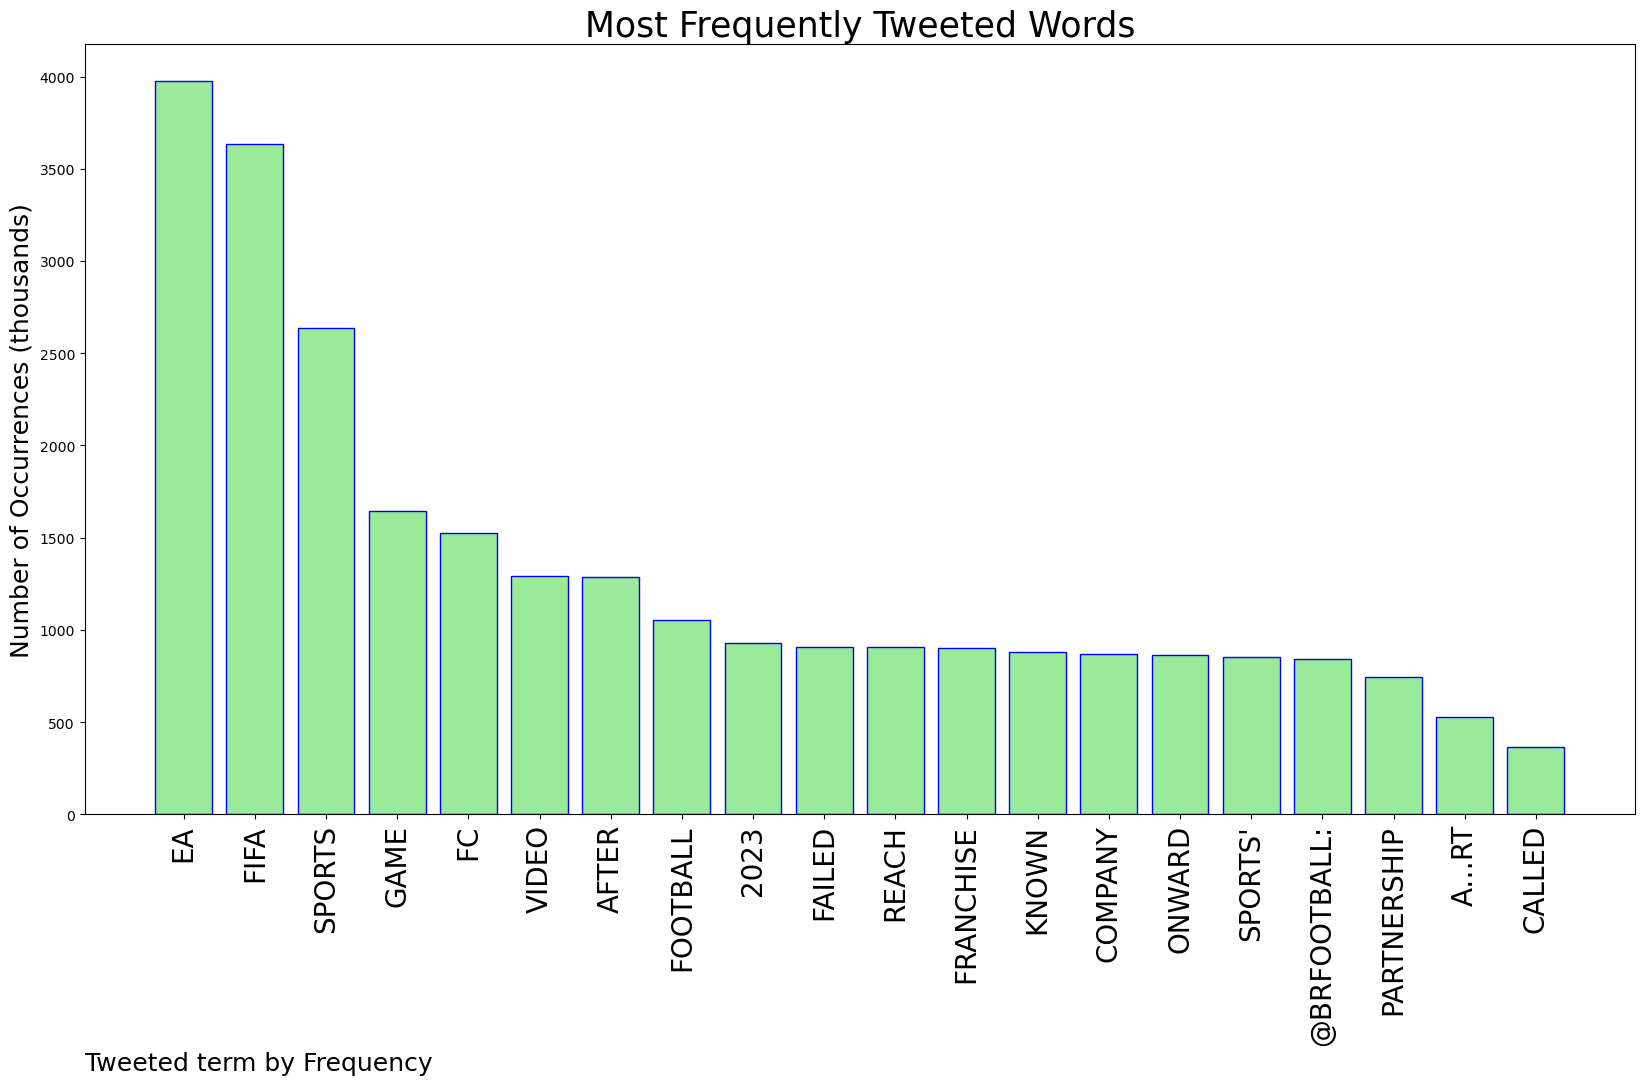 Most Frequently Tweeted Words
Number of Occurrences (thousands)
4000
3500
3000
2500
2000
1500
1000
500
0
EA
FIFA
SPORTS
GAME
FC
VIDEO
AFTER
FOOTBALL
2023
FAILED
REACH
FRANCHISE
KNOWN
COMPANY
ONWARD
SPORTS'
@BRFOOTBALL:
PARTNERSHIP
A…RT
CALLED
Tweeted term by Frequency